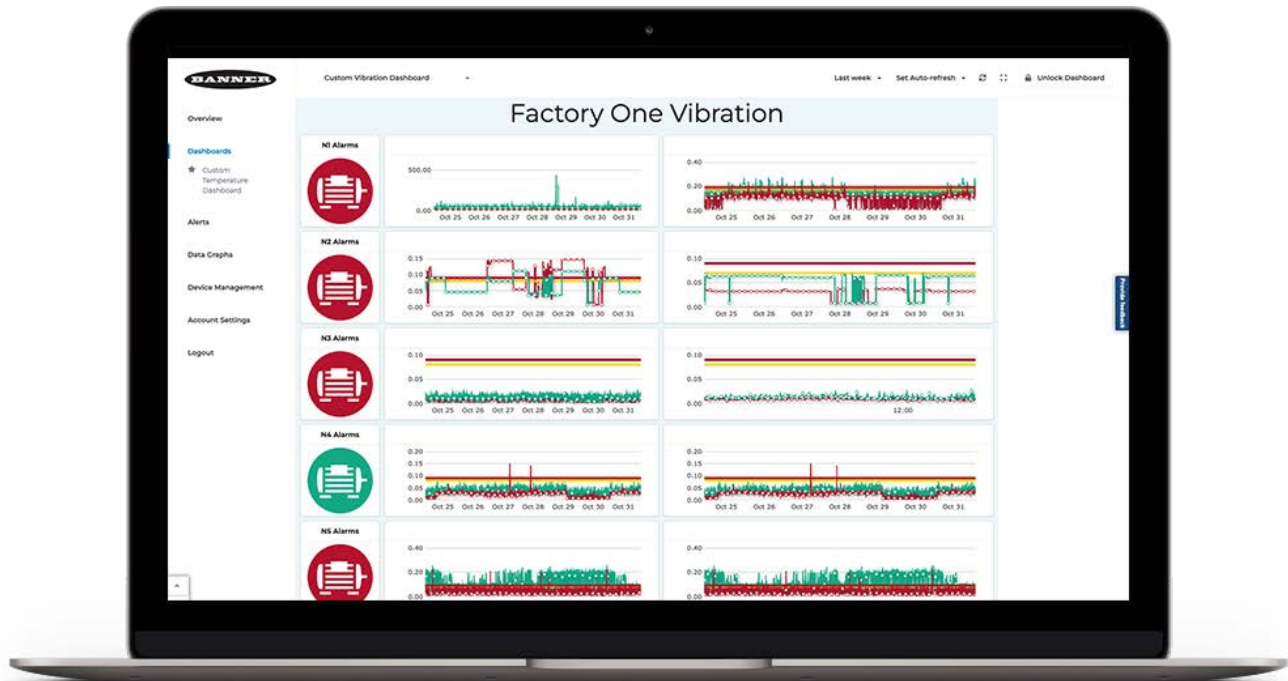 BANNER
Custom Vibration Dashboard
Last week
Set Auto-refresh
Unlock Dashboard
Overview
Dashboards
Custom
Temperature
Dashboard
Alerts
Data Graphs
Device Management
Account Settings
Logout
Factory One Vibration
N1 Alarms
500.00
0.00
Oct 25 Oct 26 Oct 27 Oct 28 Oct 29 Oct 30 Oct 31
0.40
0.20
0.00
Oct 25 Oct 26 Oct 27 Oct 28 Oct 29 Oct 30 Oct 31
N2 Alarms
0.15
0.10
0.05
0.00
Oct 25 Oct 26 Oct 27 Oct 28 Oct 29 Oct 30 Oct 31
0.10
0.05
0.00
Oct 25 Oct 26 Oct 27 Oct 28 Oct 29 Oct 30 Oct 31
N3 Alarms
0.10
0.05
0.00
Oct 25 Oct 26 Oct 27 Oct 28 Oct 29 Oct 30 Oct 31
0.10
0.05
0.00
12:00
N4 Alarms
0.20
0.15
0.10
0.05
0.00
Oct 25 Oct 26 Oct 27 Oct 28 Oct 29 Oct 30 Oct 31
0.20
0.15
0.10
0.05
0.00
Oct 25 Oct 26 Oct 27 Oct 28 Oct 29 Oct 30 Oct 31
N5 Alarms
0.40
0.20
0.00
0.40
0.20
0.00
Provide feedback